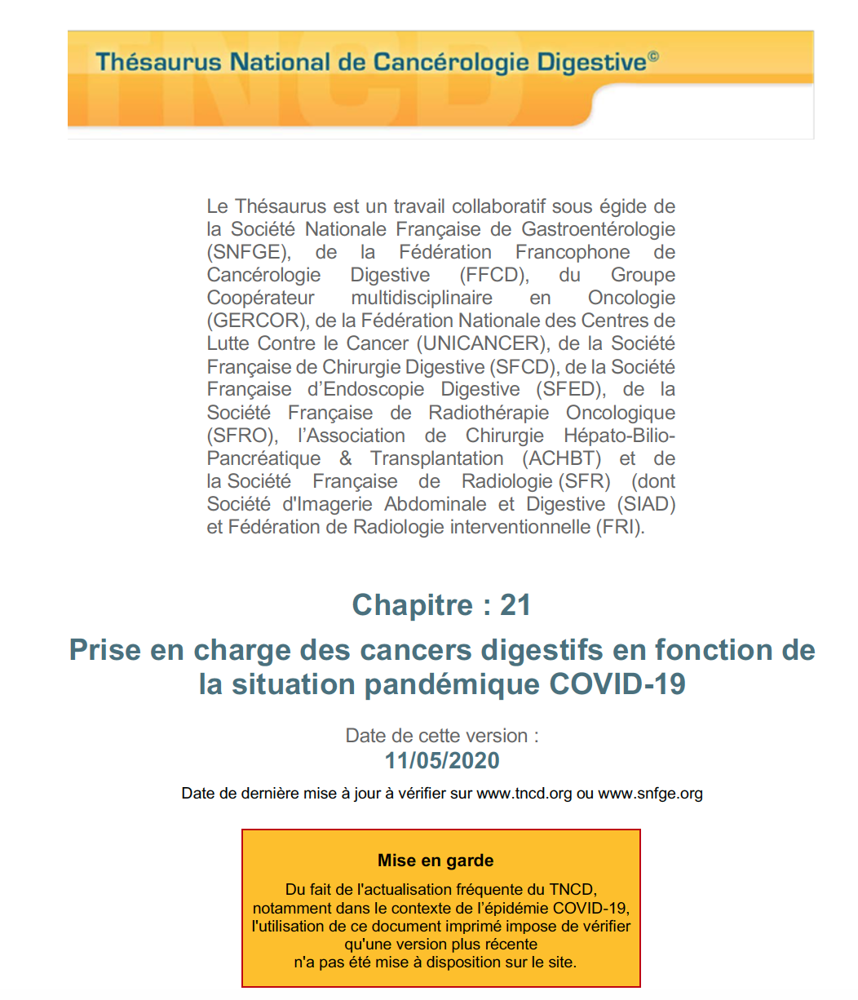 Thésaurus National de Cancérologie Digestive©
TNCD
Le Thésaurus est un travail collaboratif sous égide de
la Société Nationale Française de Gastroentérologie
(SNFGE), de la Fédération Francophone de
Cancérologie Digestive (FFCD), du Groupe
Coopérateur multidisciplinaire en Oncologie
(GERCOR), de la Fédération Nationale des Centres de
Lutte Contre le Cancer (UNICANCER), de la Société
Française de Chirurgie Digestive (SFCD), de la Société
Française d’Endoscopie Digestive (SFED), de la
Société Française de Radiothérapie Oncologique
(SFRO), l’Association de Chirurgie Hépato-Bilio-
Pancréatique & Transplantation (ACHBT) et de
la Société Française de Radiologie (SFR) (dont
Société d'Imagerie Abdominale et Digestive (SIAD)
et Fédération de Radiologie interventionnelle (FRI).
Chapitre : 21
Prise en charge des cancers digestifs en fonction de
la situation pandémique COVID-19
Date de cette version :
11/05/2020
Date de dernière mise à jour à vérifier sur www.tncd.org ou www.snfge.org
Mise en garde
Du fait de l'actualisation fréquente du TNCD,
notamment dans le contexte de l’épidémie COVID-19,
l'utilisation de ce document imprimé impose de vérifier
qu'une version plus récente
n'a pas été mise à disposition sur le site.